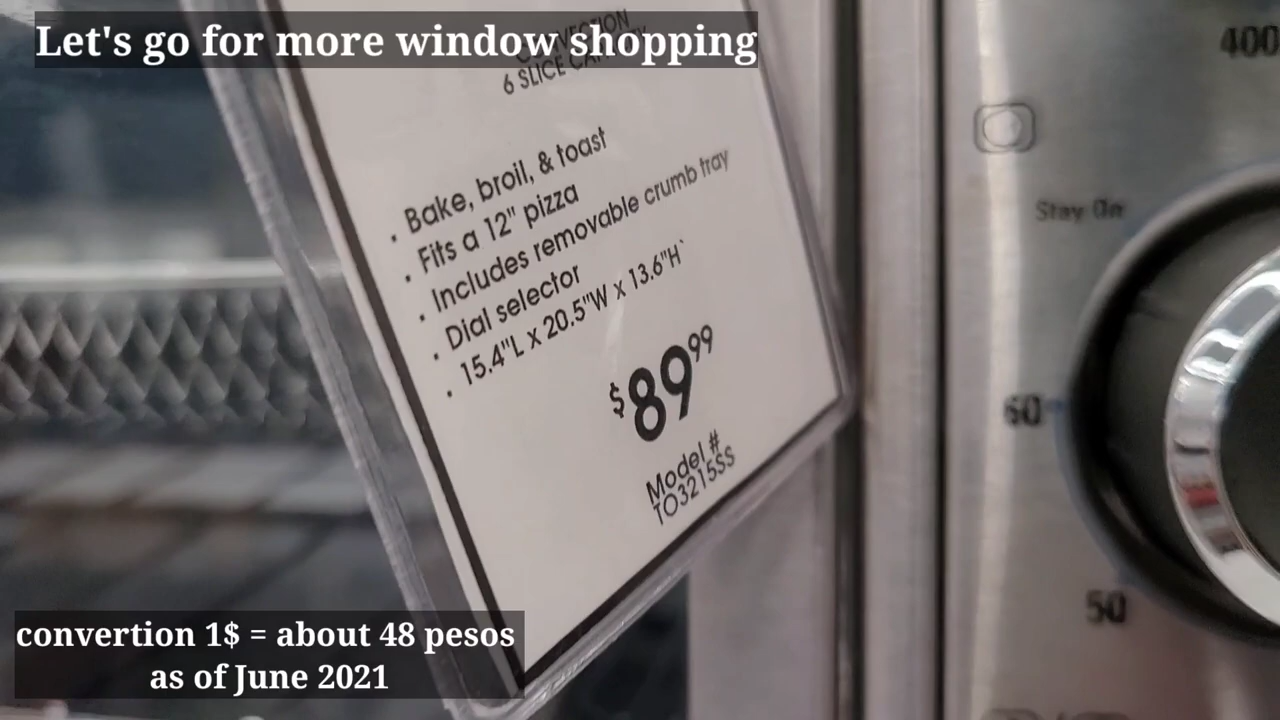 Let's go for more window shopping
CONVECTION
6 SLICE CAPACITY
. Bake, broil, & toast
. Fits a 12" pizza
. Includes removable crumb tray
. Dial selector
. 15.4"L x 20.5"W x 13.6"H
$89.99
Model #
TO3215SS
400
Stay On
60
50
convertion 1$ = about 48 pesos
as of June 2021